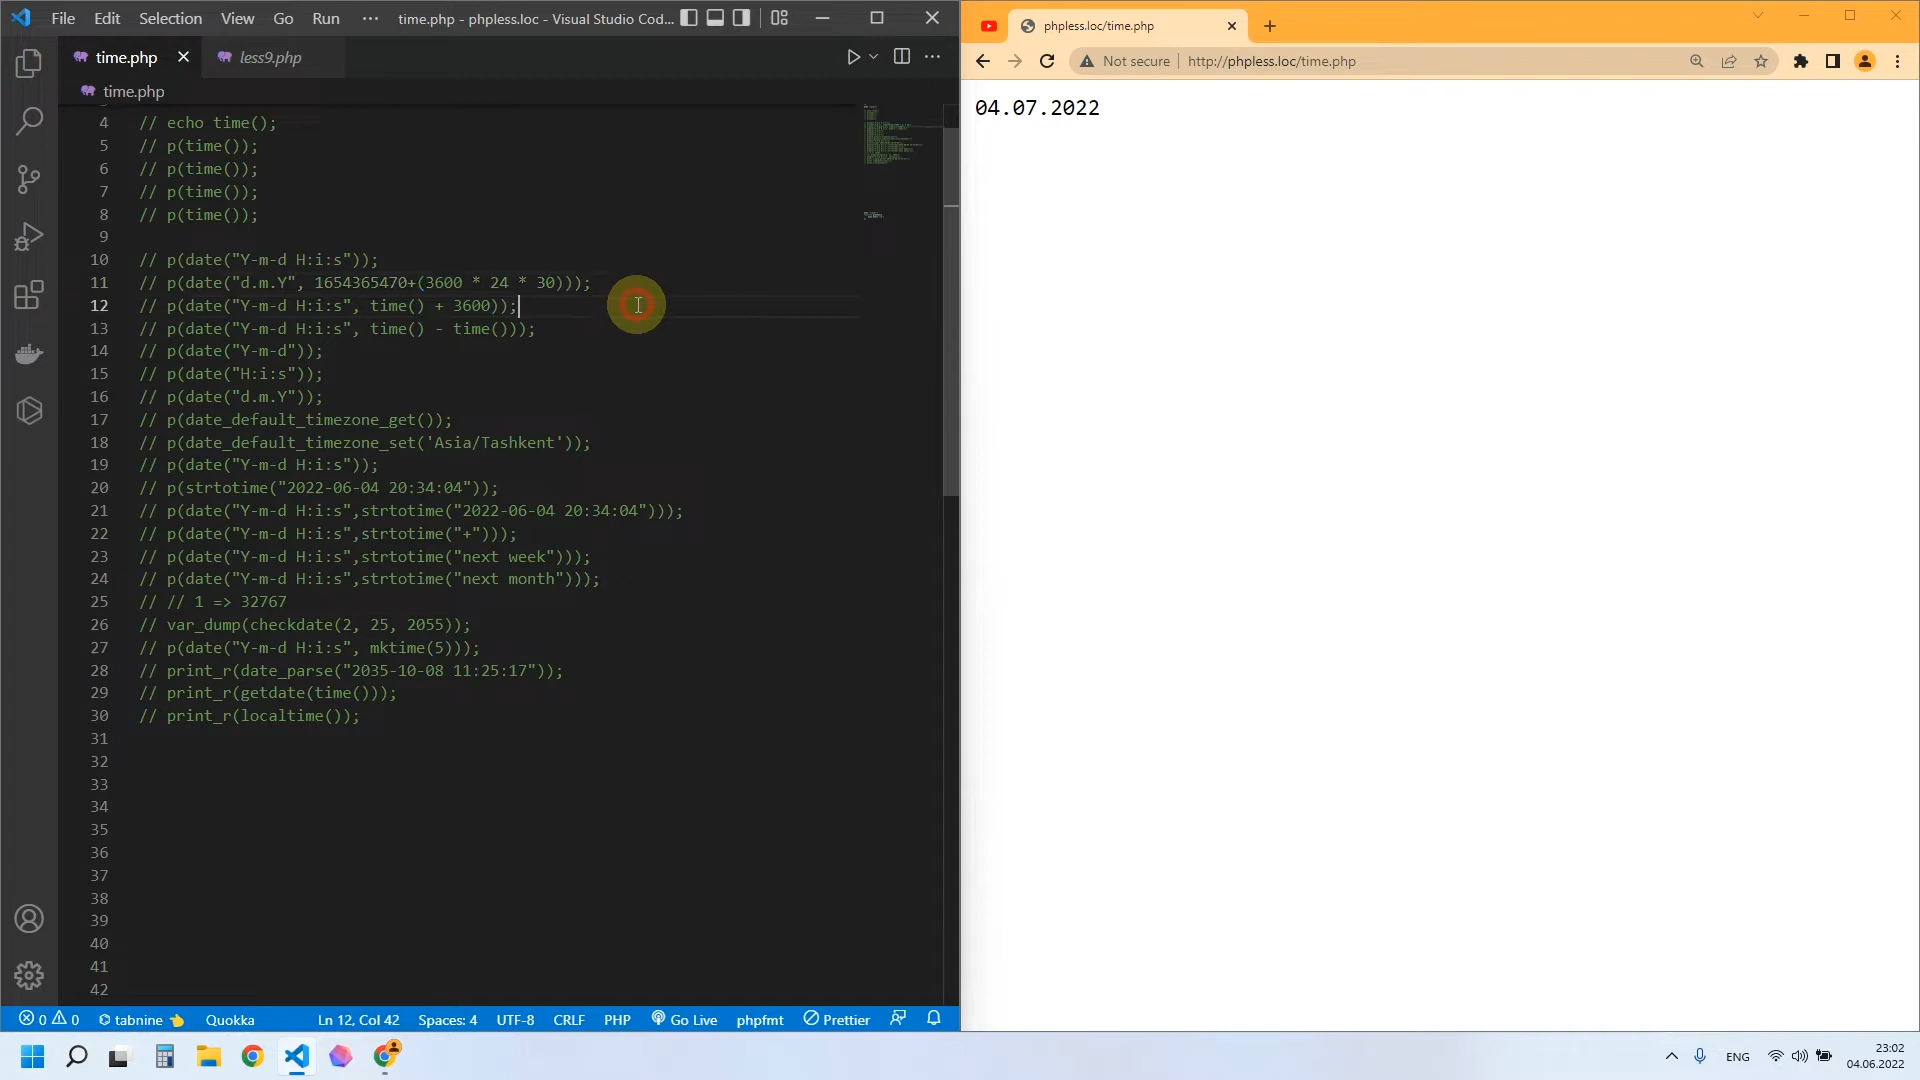 File Edit Selection View Go Run ··· time.php - phpless.loc - Visual Studio Cod...
time.php less9.php
time.php
4 // echo time();
5 // p(time());
6 // p(time());
7 // p(time());
8 // p(time());
9
10 // p(date("Y-m-d H:i:s"));
11 // p(date("d.m.Y", 1654365470+(3600 * 24 * 30)));
12 // p(date("Y-m-d H:i:s", time() + 3600));
13 // p(date("Y-m-d H:i:s", time() - time()));
14 // p(date("Y-m-d"));
15 // p(date("H:i:s"));
16 // p(date("d.m.Y"));
17 // p(date_default_timezone_get());
18 // p(date_default_timezone_set('Asia/Tashkent'));
19 // p(date("Y-m-d H:i:s"));
20 // p(strtotime("2022-06-04 20:34:04"));
21 // p(date("Y-m-d H:i:s",strtotime("2022-06-04 20:34:04")));
22 // p(date("Y-m-d H:i:s",strtotime("+")));
23 // p(date("Y-m-d H:i:s",strtotime("next week")));
24 // p(date("Y-m-d H:i:s",strtotime("next month")));
25 // // 1 => 32767
26 // var_dump(checkdate(2, 25, 2055));
27 // p(date("Y-m-d H:i:s", mktime(5)));
28 // print_r(date_parse("2035-10-08 11:25:17"));
29 // print_r(getdate(time()));
30 // print_r(localtime());
31
32
33
34
35
36
37
38
39
40
41
42
0 0 tabnine Quokka Ln 12, Col 42 Spaces: 4 UTF-8 CRLF PHP Go Live phpfmt Prettier
phpless.loc/time.php
Not secure http://phpless.loc/time.php
04.07.2022
ENG 23:02
04.06.2022